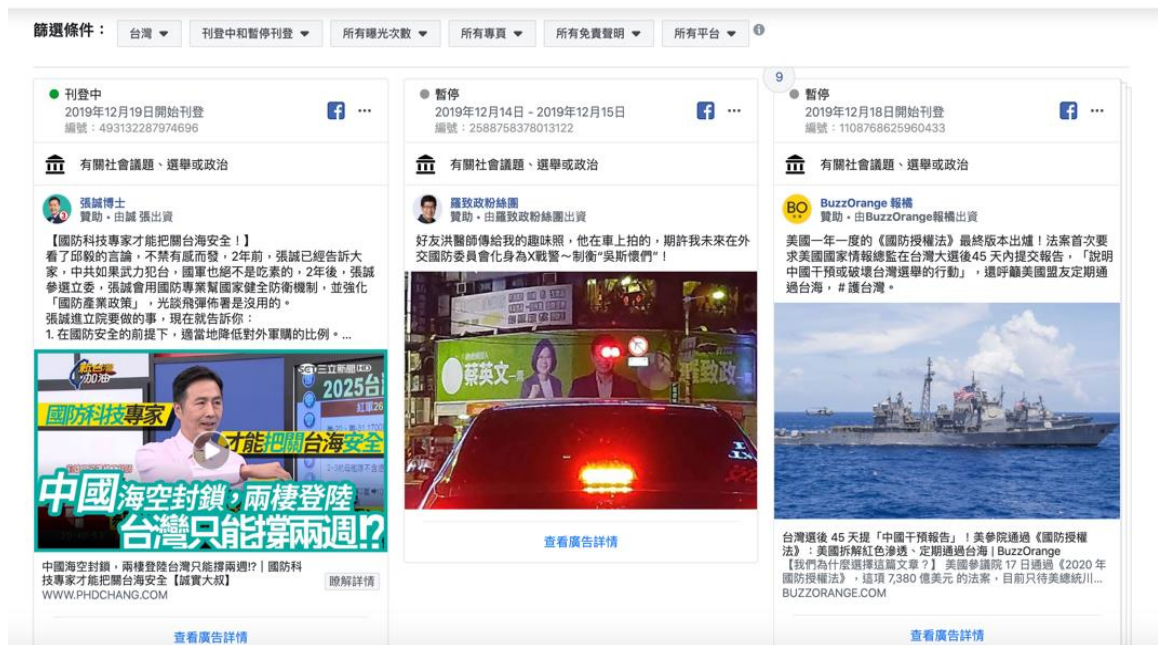 篩選條件：
台灣
刊登中和暫停刊登
所有曝光次數
所有專頁
所有免責聲明
所有平台
刊登中
2019年12月19日開始刊登
編號：493132287974696
有關社會議題、選舉或政治
張誠博士
贊助・由誠 張出資
【國防科技專家才能把關台海安全！】
看了邱毅的言論，不禁有感而發，2年前，張誠已經告訴大
家，中共如果武力犯台，國軍也絕不是吃素的，2年後，張誠
參選立委，張誠會用國防專業幫國家健全防衛機制，並強化
「國防產業政策」，光談飛彈佈署是沒用的。
張誠進立院要做的事，現在就告訴你：
1. 在國防安全的前提下，適當地降低對外軍購的比例。...
新台灣
加油
SET三立新聞HD
2025台
國防科技專家
才能把關台海安全
中國海空封鎖，兩棲登陸
台灣只能撐兩週!?
中國海空封鎖，兩棲登陸台灣只能撐兩週!?｜國防科
技專家才能把關台海安全【誠實大叔】
WWW.PHDCHANG.COM
瞭解詳情
查看廣告詳情
暫停
2019年12月14日 - 2019年12月15日
編號：2588758378013122
有關社會議題、選舉或政治
羅致政粉絲團
贊助・由羅致政粉絲團出資
好友洪醫師傳給我的趣味照，他在車上拍的，期許我未來在外
交國防委員會化身為X戰警～制衡“吳斯懷們”！
蔡英文
羅致政
查看廣告詳情
9
暫停
2019年12月18日開始刊登
編號：1108768625960433
有關社會議題、選舉或政治
BO
BuzzOrange 報橘
贊助・由BuzzOrange報橘出資
美國一年一度的《國防授權法》最終版本出爐！法案首次要
求美國國家情報總監在台灣大選後45 天內提交報告，「說明
中國干預或破壞台灣選舉的行動」，還呼籲美國盟友定期通
過台海，＃護台灣。
台灣選後 45 天提「中國干預報告」！美參院通過《國防授權
法》：美國拆解紅色滲透、定期通過台海 | BuzzOrange
【我們為什麼選擇這篇文章？】 美國參議院 17 日通過《2020 年
國防授權法》，這項 7,380 億美元 的法案，目前只待美總統川...
BUZZORANGE.COM
查看廣告詳情